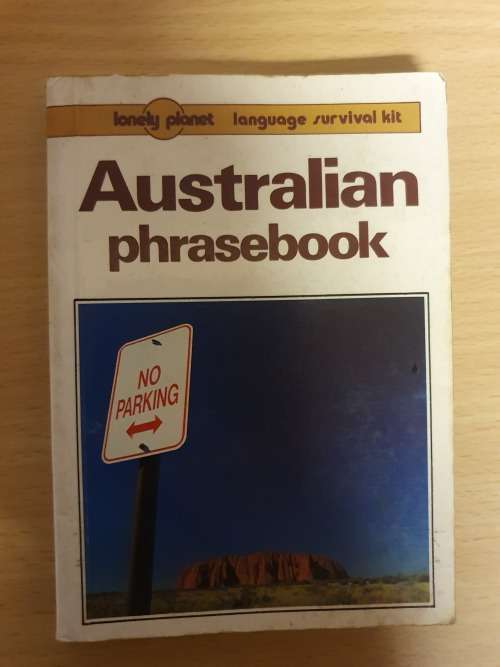 lonely planet language survival kit
Australian
phrasebook
NO
PARKING